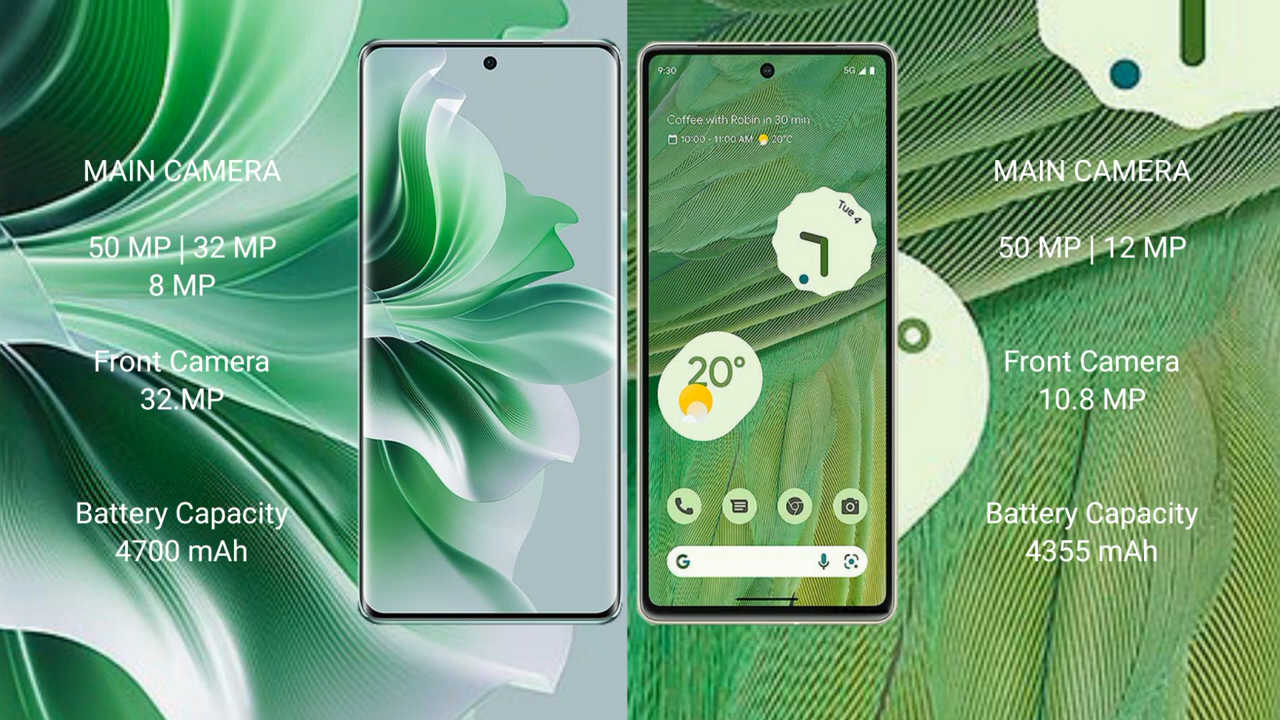 MAIN CAMERA
50 MP | 32 MP
8 MP
Front Camera
32.MP
Battery Capacity
4700 mAh
9:30
5G
Coffee with Robin in 30 min
10:00 - 11:00 AM
20°C
Tue 4
20°
G
MAIN CAMERA
50 MP | 12 MP
Front Camera
10.8 MP
Battery Capacity
4355 mAh